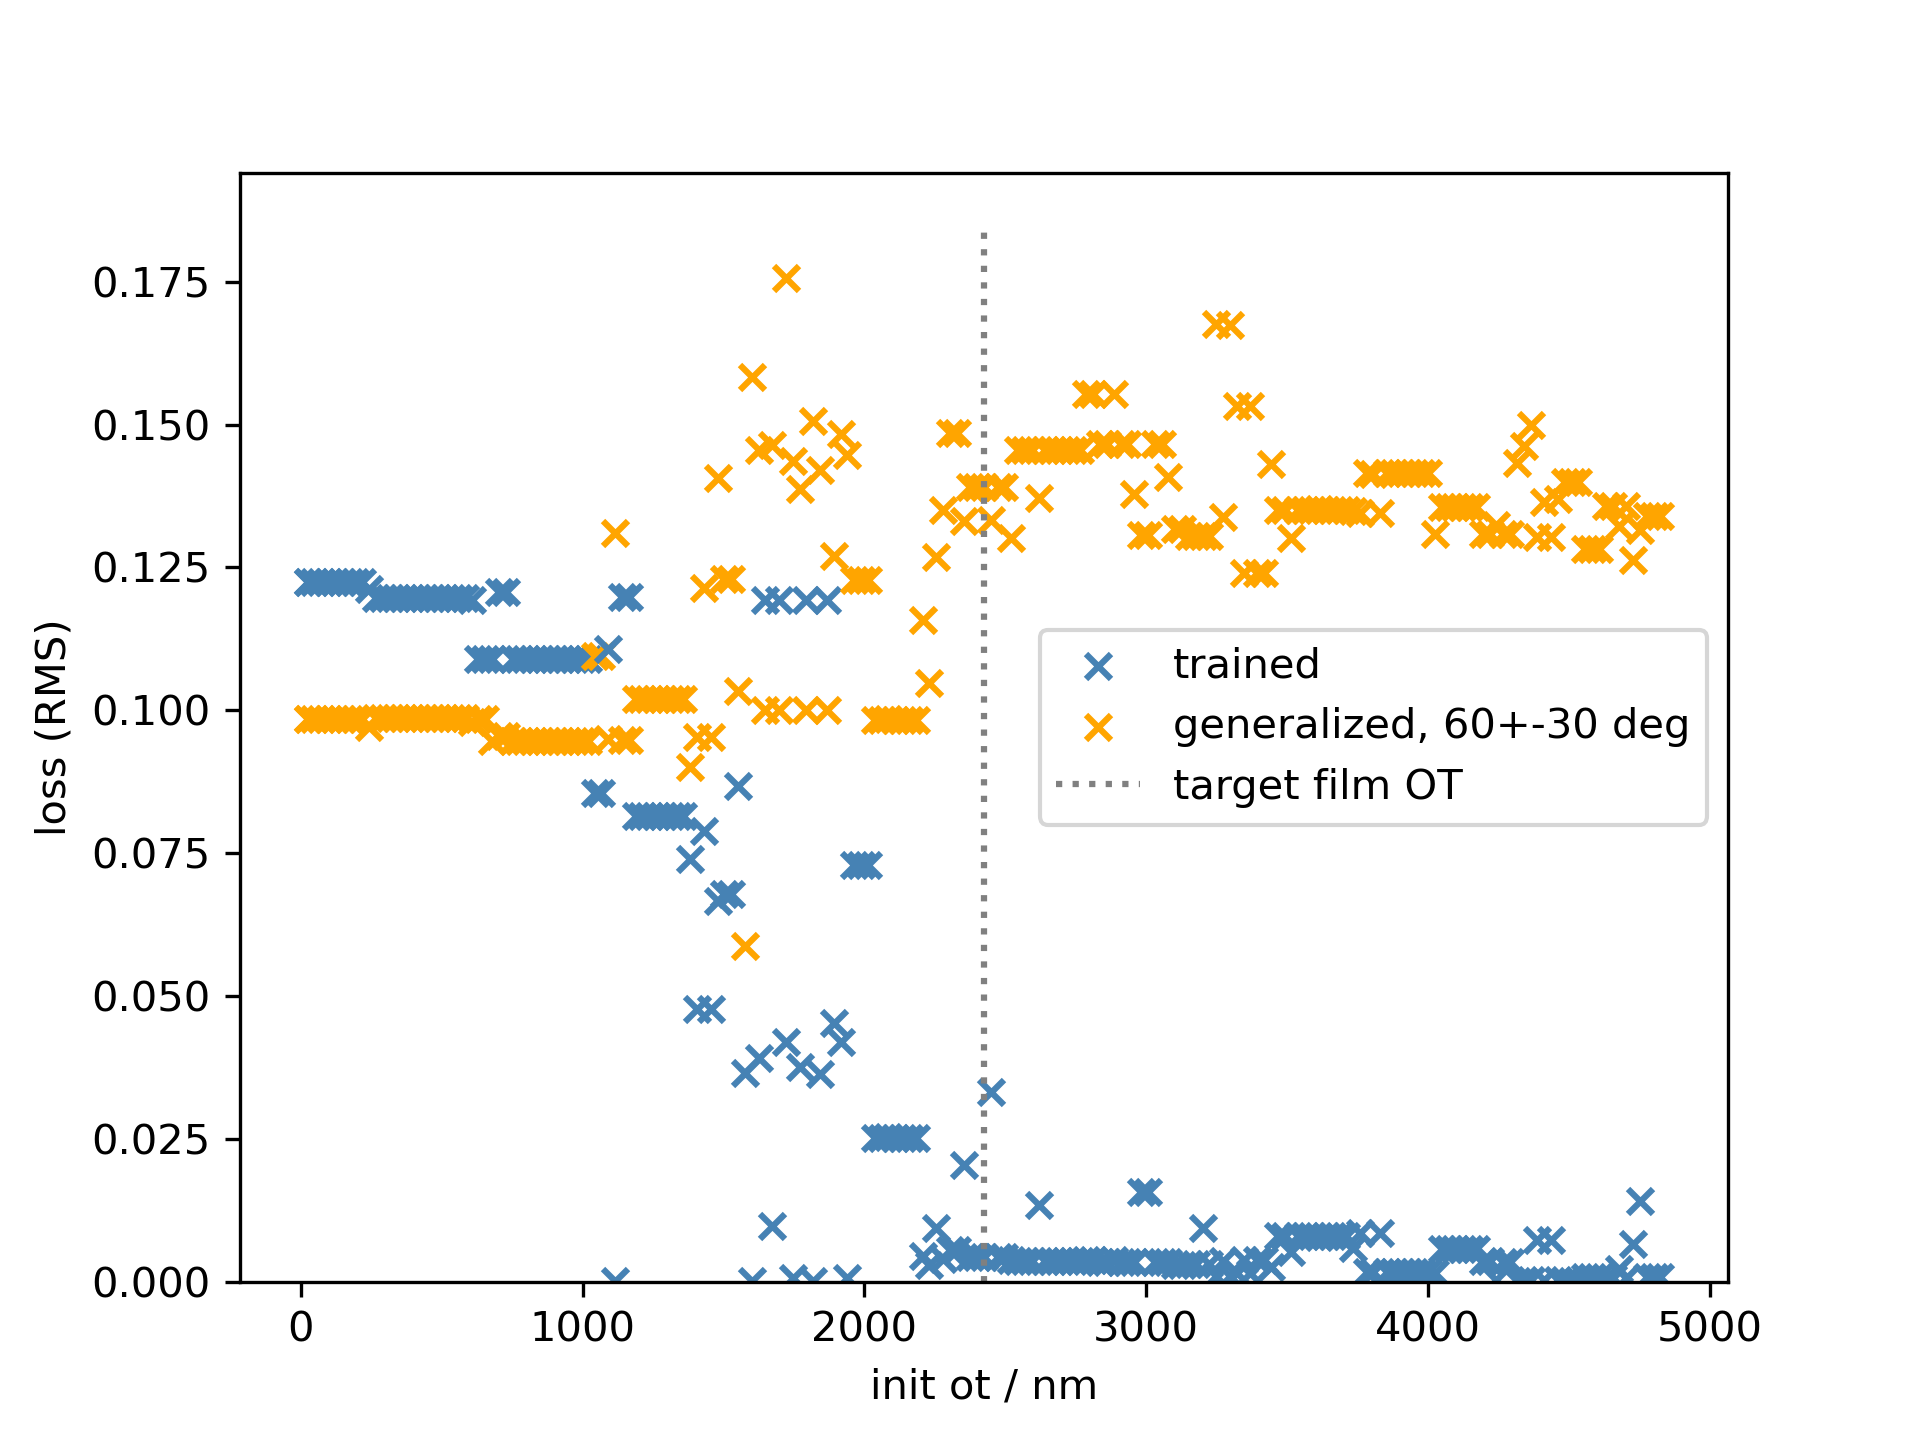 0.175
0.150
0.125
0.100
0.075
0.050
0.025
0.000
loss (RMS)
trained
generalized, 60+-30 deg
target film OT
0 1000 2000 3000 4000 5000
init ot / nm